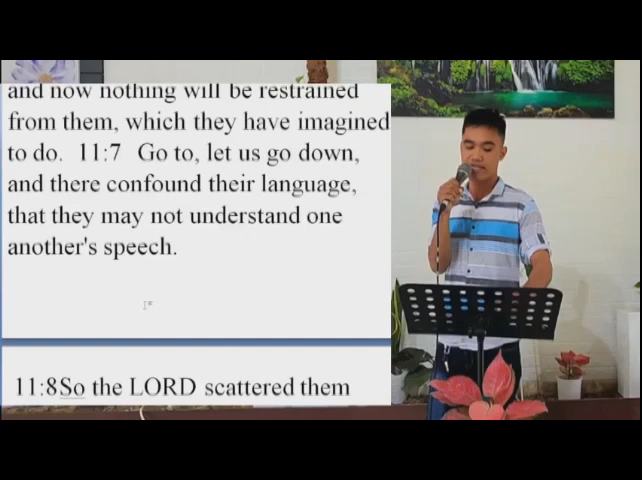 and now nothing will be restrained
from them, which they have imagined
to do. 11:7 Go to, let us go down,
and there confound their language,
that they may not understand one
another's speech.
11:8So the LORD scattered them